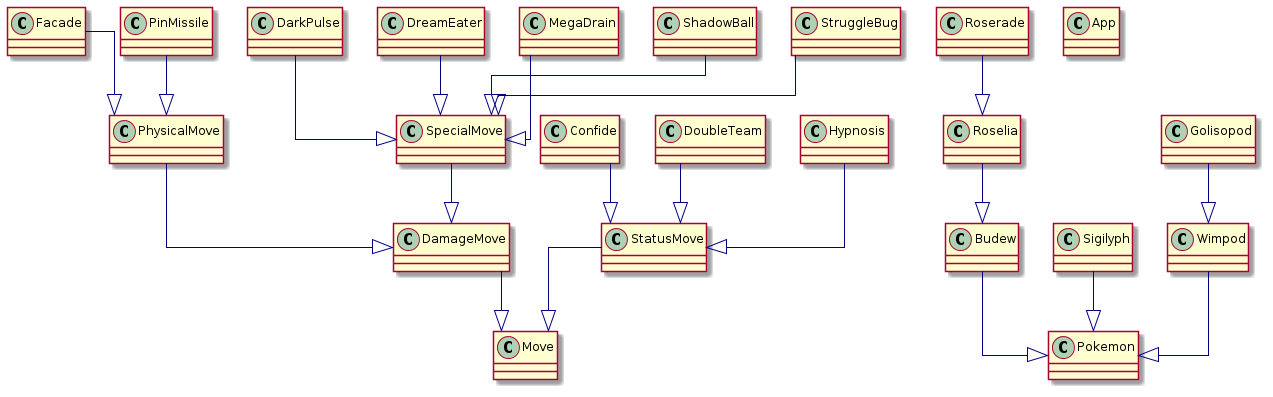 C Facade
C PinMissile
C DarkPulse
C DreamEater
C MegaDrain
C ShadowBall
C StruggleBug
C Roserade
C App
C PhysicalMove
C SpecialMove
C Confide
C DoubleTeam
C Hypnosis
C Roselia
C Golisopod
C DamageMove
C StatusMove
C Budew
C Sigilyph
C Wimpod
C Move
C Pokemon